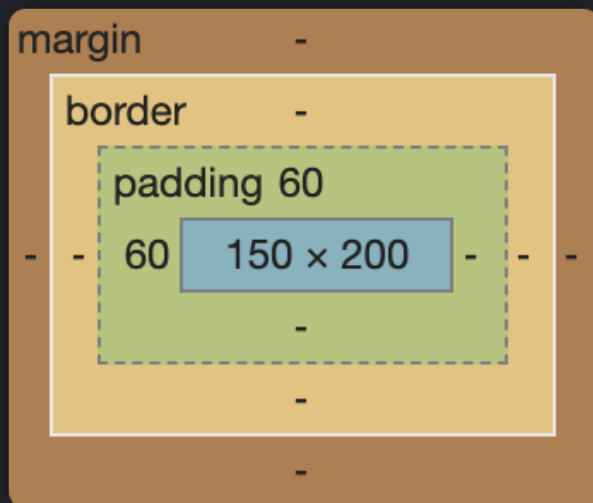 margin -
border -
padding 60
- - 60 150 × 200 - - -
-
-
-